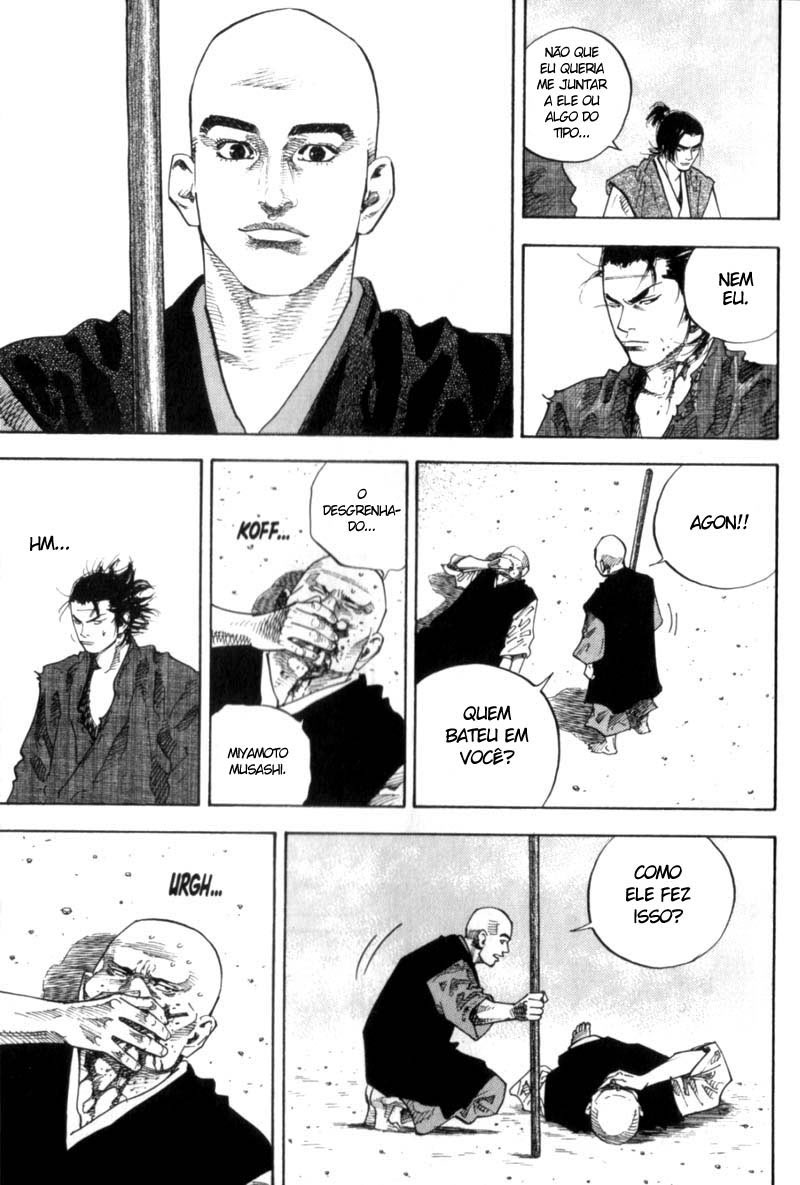 NÃO QUE
EU QUERIA
ME JUNTAR
A ELE OU
ALGO DO
TIPO...
NEM
EU.
AGON!!
QUEM
BATEU EM
VOCÊ?
O
DESGRENHA-
DO...
KOFF...
MIYAMOTO
MUSASHI.
HM...
COMO
ELE FEZ
ISSO?
URGH...